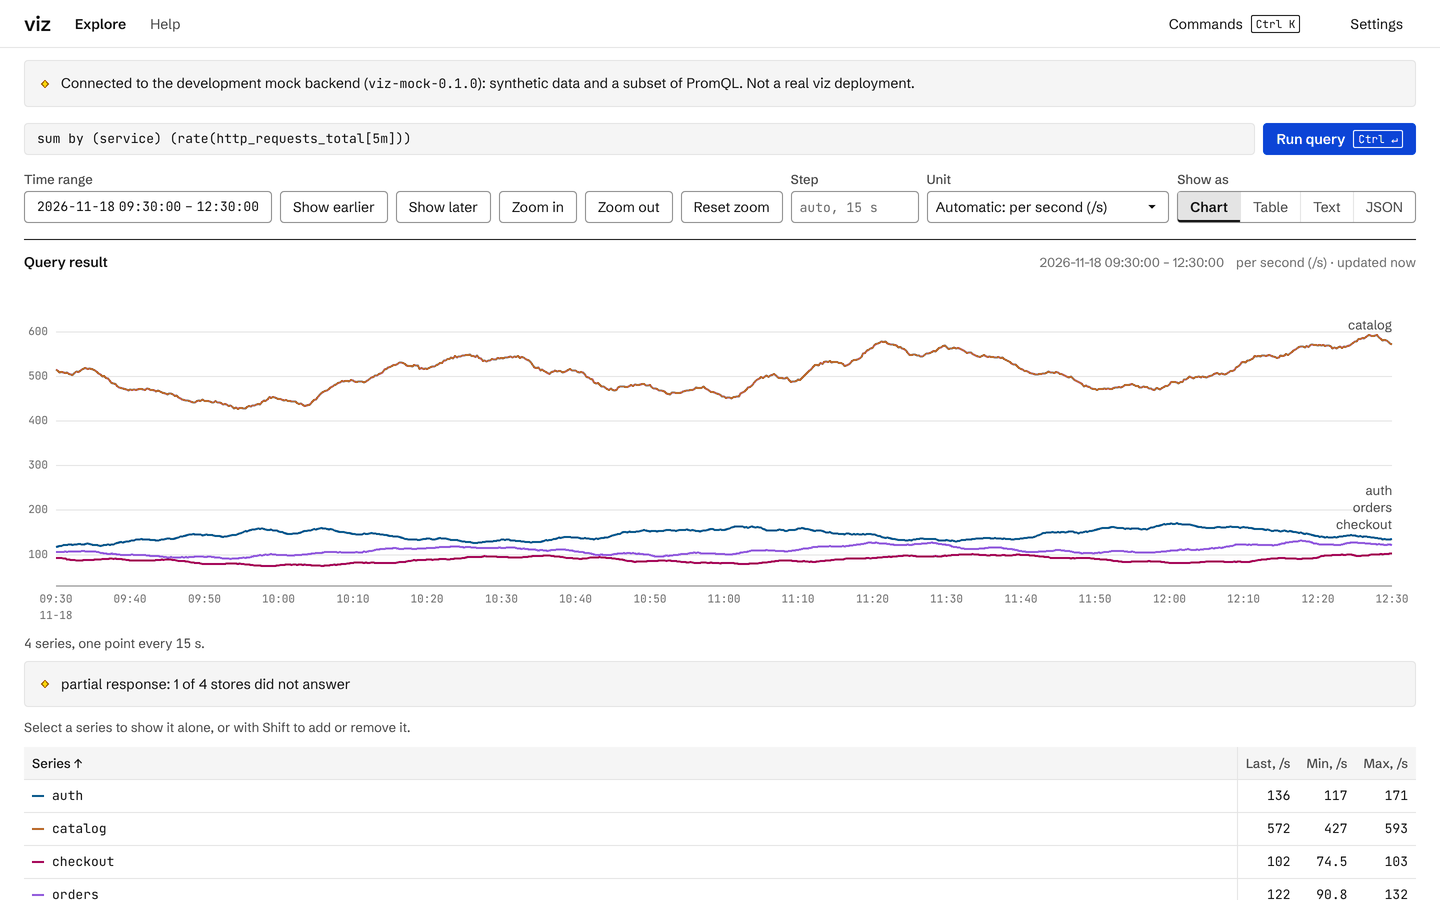 viz Explore Help Commands Ctrl K Settings
Connected to the development mock backend (viz-mock-0.1.0): synthetic data and a subset of PromQL. Not a real viz deployment.
sum by (service) (rate(http_requests_total[5m])) Run query Ctrl ↵
Time range Step Unit Show as
2026-11-18 09:30:00 – 12:30:00 Show earlier Show later Zoom in Zoom out Reset zoom auto, 15 s Automatic: per second (/s) Chart Table Text JSON
Query result 2026-11-18 09:30:00 – 12:30:00 per second (/s) · updated now
catalog
600
500
400
300
auth
200
orders
checkout
100
09:30 09:40 09:50 10:00 10:10 10:20 10:30 10:40 10:50 11:00 11:10 11:20 11:30 11:40 11:50 12:00 12:10 12:20 12:30
11-18
4 series, one point every 15 s.
partial response: 1 of 4 stores did not answer
Select a series to show it alone, or with Shift to add or remove it.
Series ↑ Last, /s Min, /s Max, /s
auth 136 117 171
catalog 572 427 593
checkout 102 74.5 103
orders 122 90.8 132